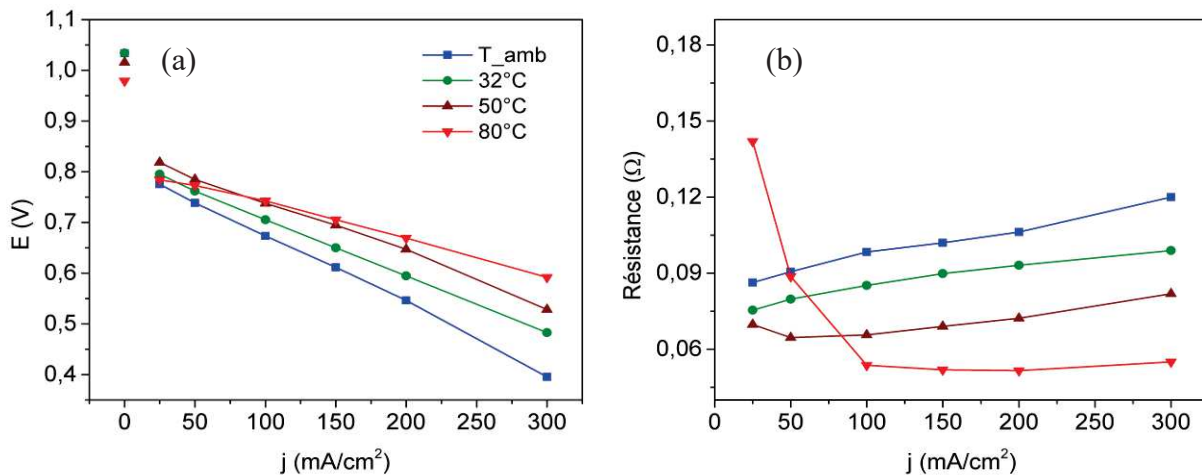 (a)
T_amb
32°C
50°C
80°C
E (V)
1,1
1,0
0,9
0,8
0,7
0,6
0,5
0,4
0
50
100
150
200
250
300
j (mA/cm²)
(b)
Résistance (Ω)
0,18
0,15
0,12
0,09
0,06
0
50
100
150
200
250
300
j (mA/cm²)